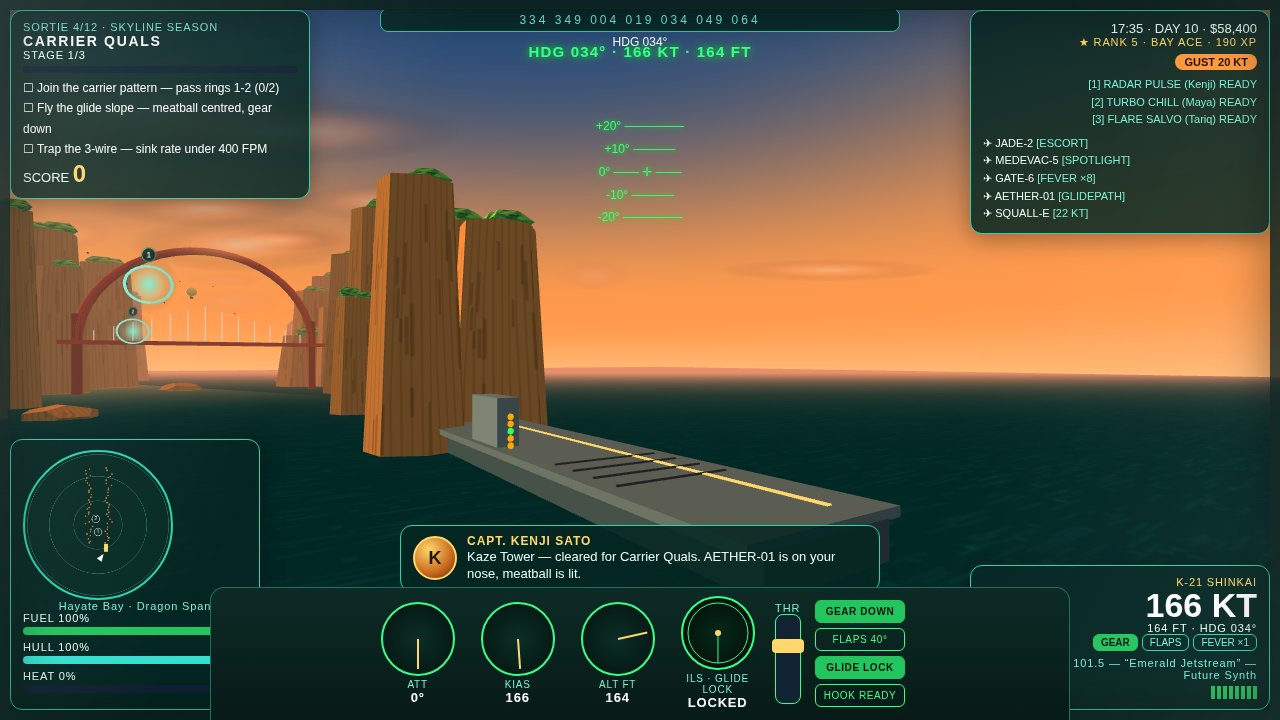 SORTIE 4/12 · SKYLINE SEASON
CARRIER QUALS
STAGE 1/3
☐ Join the carrier pattern — pass rings 1-2 (0/2)
☐ Fly the glide slope — meatball centred, gear
down
☐ Trap the 3-wire — sink rate under 400 FPM
SCORE 0
334 349 004 019 034 049 064
HDG 034°
HDG 034° · 166 KT · 164 FT
+20°
+10°
0°
-10°
-20°
17:35 · DAY 10 · $58,400
★ RANK 5 · BAY ACE · 190 XP
GUST 20 KT
[1] RADAR PULSE (Kenji) READY
[2] TURBO CHILL (Maya) READY
[3] FLARE SALVO (Tariq) READY
✈ JADE-2 [ESCORT]
✈ MEDEVAC-5 [SPOTLIGHT]
✈ GATE-6 [FEVER ×8]
✈ AETHER-01 [GLIDEPATH]
✈ SQUALL-E [22 KT]
1
2
Hayate Bay · Dragon Span
FUEL 100%
HULL 100%
HEAT 0%
K
CAPT. KENJI SATO
Kaze Tower — cleared for Carrier Quals. AETHER-01 is on your
nose, meatball is lit.
ATT
0°
KIAS
166
ALT FT
164
ILS · GLIDE
LOCK
LOCKED
THR
GEAR DOWN
FLAPS 40°
GLIDE LOCK
HOOK READY
K-21 SHINKAI
166 KT
164 FT · HDG 034°
GEAR FLAPS FEVER ×1
101.5 — “Emerald Jetstream” —
Future Synth